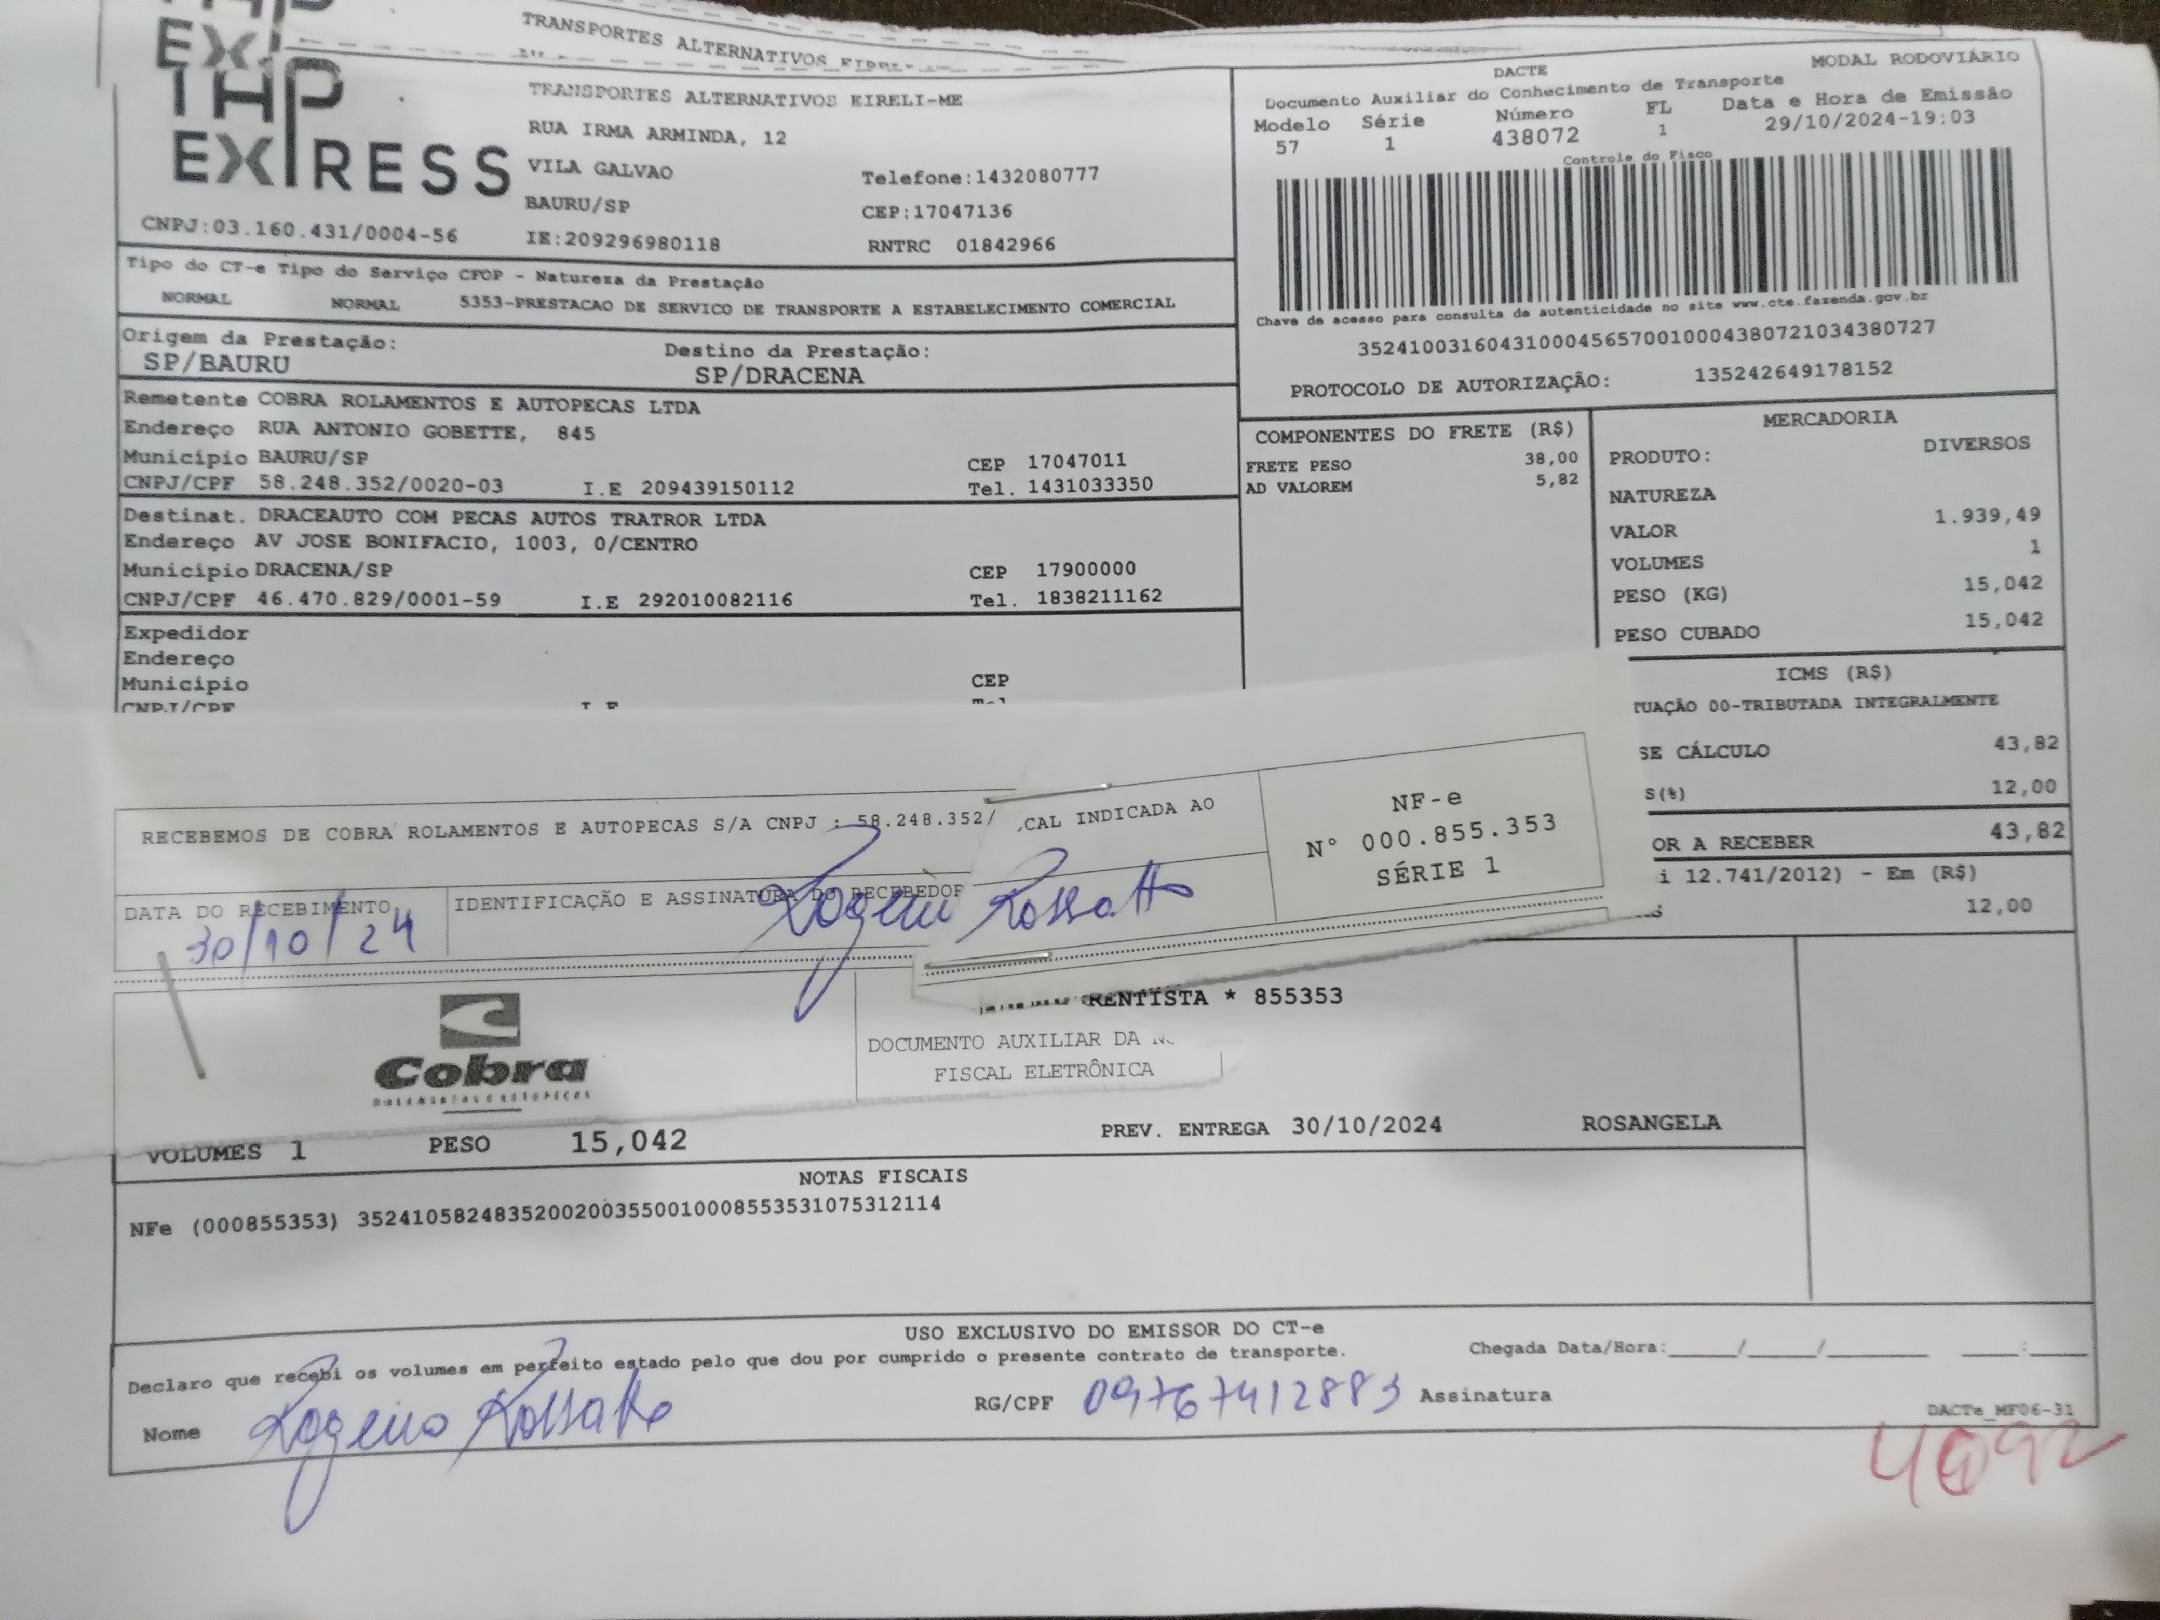 EX
TRANSPORTES ALTERNATIVOS EIRELI
THP
EXPRESS
CNPJ:03.160.431/0004-56
TRANSPORTES ALTERNATIVOS EIRELI-ME
RUA IRMA ARMINDA, 12
VILA GALVAO Telefone:1432080777
BAURU/SP CEP:17047136
IE:209296980118 RNTRC 01842966
MODAL RODOVIÁRIO
DACTE
Documento Auxiliar do Conhecimento de Transporte
Modelo Série Número FL Data e Hora de Emissão
57 1 438072 1 29/10/2024-19:03
Controle do Fisco
Chave de acesso para consulta de autenticidade no site www.cte.fazenda.gov.br
35241003160431000456570010004380721034380727
PROTOCOLO DE AUTORIZAÇÃO: 135242649178152
Tipo do CT-e Tipo do Serviço CFOP - Natureza da Prestação
NORMAL NORMAL 5353-PRESTACAO DE SERVICO DE TRANSPORTE A ESTABELECIMENTO COMERCIAL
Origem da Prestação: Destino da Prestação:
SP/BAURU SP/DRACENA
Remetente COBRA ROLAMENTOS E AUTOPECAS LTDA
Endereço RUA ANTONIO GOBETTE, 845
Município BAURU/SP CEP 17047011
CNPJ/CPF 58.248.352/0020-03 I.E 209439150112 Tel. 1431033350
Destinat. DRACEAUTO COM PECAS AUTOS TRATROR LTDA
Endereço AV JOSE BONIFACIO, 1003, 0/CENTRO
Município DRACENA/SP CEP 17900000
CNPJ/CPF 46.470.829/0001-59 I.E 292010082116 Tel. 1838211162
Expedidor
Endereço
Município CEP
CNPJ/CPF I E
COMPONENTES DO FRETE (R$)
FRETE PESO 38,00
AD VALOREM 5,82
MERCADORIA
PRODUTO: DIVERSOS
NATUREZA
VALOR 1.939,49
VOLUMES 1
PESO (KG) 15,042
PESO CUBADO 15,042
ICMS (R$)
TUAÇÃO 00-TRIBUTADA INTEGRALMENTE
SE CÁLCULO 43,82
S(%) 12,00
OR A RECEBER 43,82
i 12.741/2012) - Em (R$)
12,00
RECEBEMOS DE COBRA ROLAMENTOS E AUTOPECAS S/A CNPJ : 58.248.352/ CAL INDICADA AO
NF-e
N° 000.855.353
SÉRIE 1
DATA DO RECEBIMENTO IDENTIFICAÇÃO E ASSINATURA DO RECEBEDOR
30/10/24 Rogerio Rossatto
Cobra
RENTISTA * 855353
DOCUMENTO AUXILIAR DA
FISCAL ELETRÔNICA
VOLUMES 1 PESO 15,042 PREV. ENTREGA 30/10/2024 ROSANGELA
NOTAS FISCAIS
NFe (000855353) 35241058248352002003550010008553531075312114
USO EXCLUSIVO DO EMISSOR DO CT-e
Declaro que recebi os volumes em perfeito estado pelo que dou por cumprido o presente contrato de transporte. Chegada Data/Hora:_____/_____/_______ ____:____
Nome Rogerio Rossatto RG/CPF 09767412883 Assinatura
DACTe_MF06-31